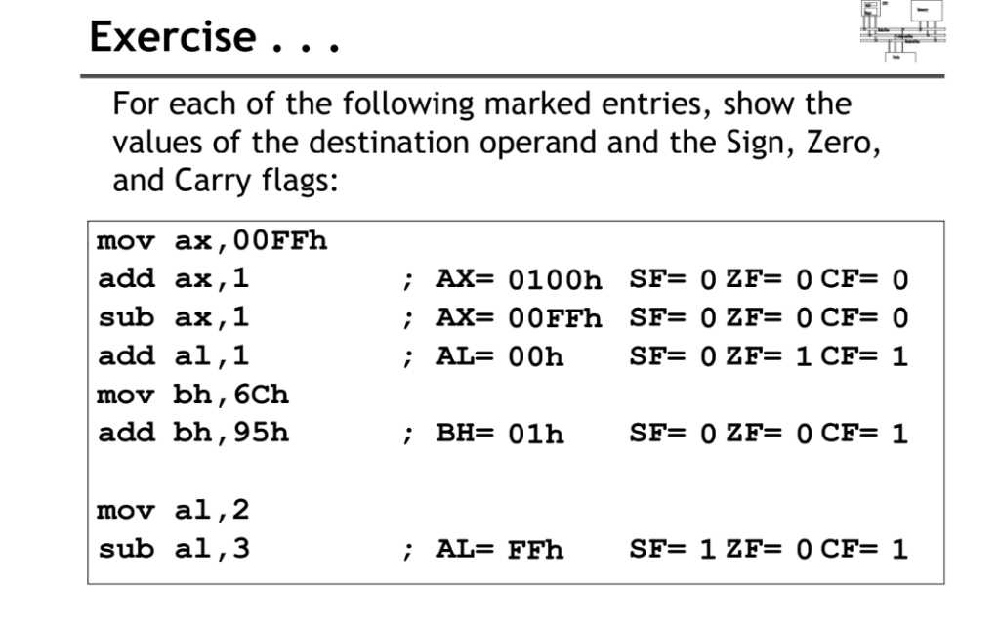 Exercise . . .
For each of the following marked entries, show the
values of the destination operand and the Sign, Zero,
and Carry flags:
mov ax,00FFh
add ax,1 ; AX= 0100h SF= 0 ZF= 0 CF= 0
sub ax,1 ; AX= 00FFh SF= 0 ZF= 0 CF= 0
add al,1 ; AL= 00h SF= 0 ZF= 1 CF= 1
mov bh,6Ch
add bh,95h ; BH= 01h SF= 0 ZF= 0 CF= 1
mov al,2
sub al,3 ; AL= FFh SF= 1 ZF= 0 CF= 1